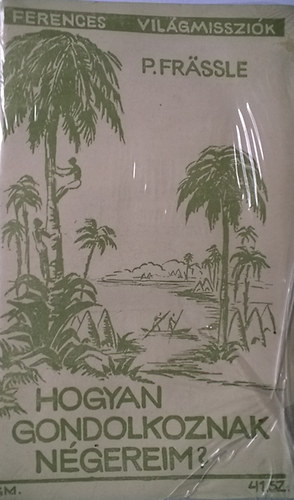 FERENCES VILÁGMISSZIÓK
P. FRÄSSLE
HOGYAN
GONDOLKOZNAK
NÉGEREIM?
41.SZ.